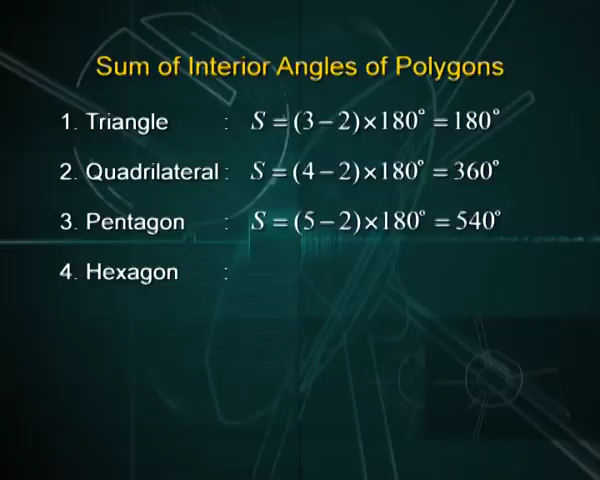 Sum of Interior Angles of Polygons
1. Triangle : S = (3 − 2) × 180° = 180°
2. Quadrilateral : S = (4 − 2) × 180° = 360°
3. Pentagon : S = (5 − 2) × 180° = 540°
4. Hexagon :